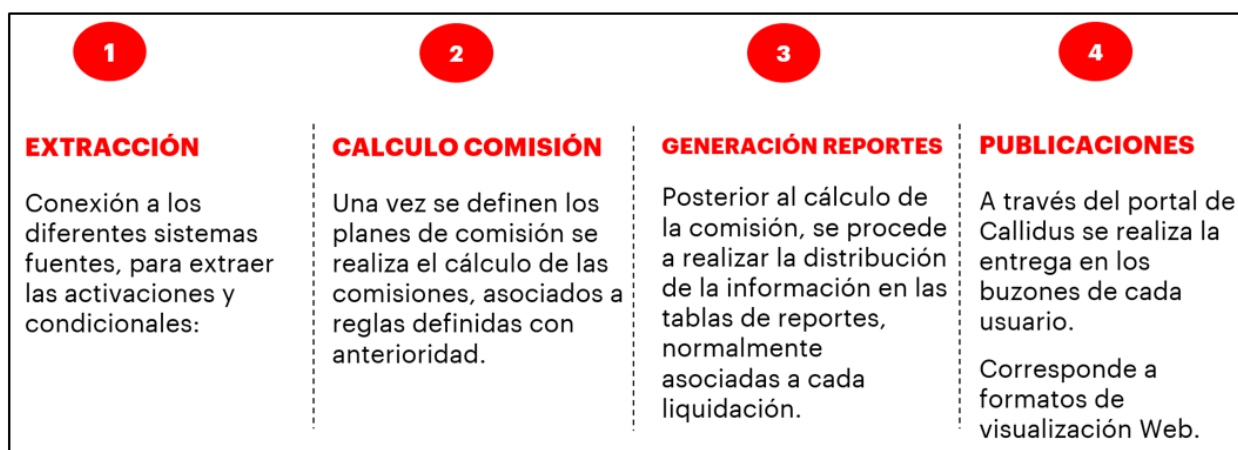 1
EXTRACCIÓN
Conexión a los
diferentes sistemas
fuentes, para extraer
las activaciones y
condicionales:
2
CALCULO COMISIÓN
Una vez se definen los
planes de comisión se
realiza el cálculo de las
comisiones, asociados a
reglas definidas con
anterioridad.
3
GENERACIÓN REPORTES
Posterior al cálculo de
la comisión, se procede
a realizar la distribución
de la información en las
tablas de reportes,
normalmente
asociadas a cada
liquidación.
4
PUBLICACIONES
A través del portal de
Callidus se realiza la
entrega en los
buzones de cada
usuario.
Corresponde a
formatos de
visualización Web.